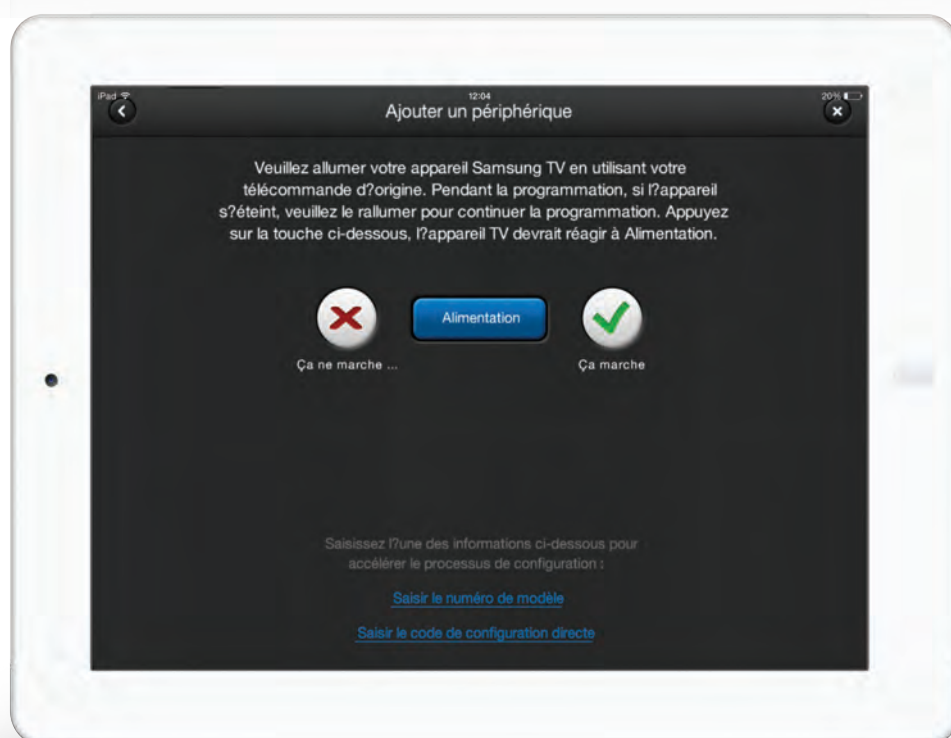 iPad
12:04
20%
Ajouter un périphérique
Veuillez allumer votre appareil Samsung TV en utilisant votre
télécommande d?origine. Pendant la programmation, si l?appareil
s?éteint, veuillez le rallumer pour continuer la programmation. Appuyez
sur la touche ci-dessous, l?appareil TV devrait réagir à Alimentation.
Alimentation
Ça ne marche ...
Ça marche
Saisissez l?une des informations ci-dessous pour
accélérer le processus de configuration :
Saisir le numéro de modèle
Saisir le code de configuration directe